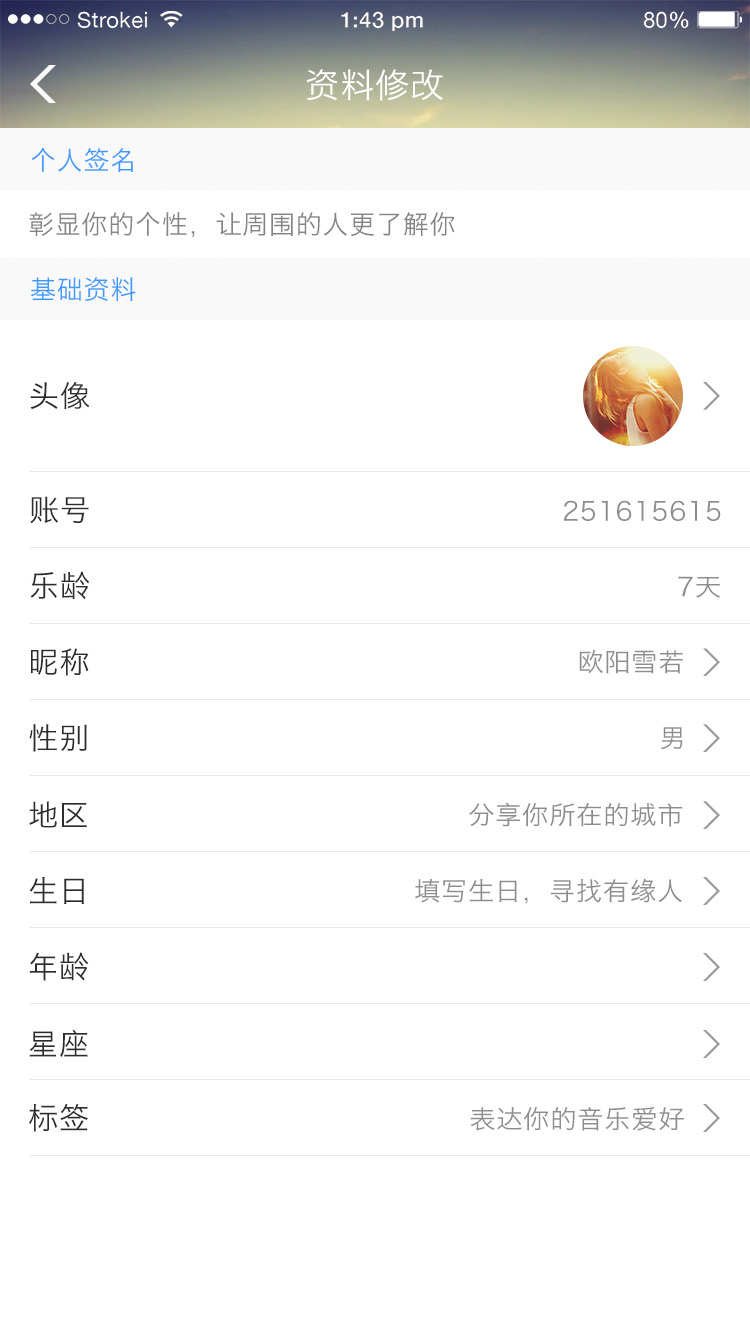 Strokei 1:43 pm 80%
资料修改
个人签名
彰显你的个性，让周围的人更了解你
基础资料
头像
账号 251615615
乐龄 7天
昵称 欧阳雪若
性别 男
地区 分享你所在的城市
生日 填写生日，寻找有缘人
年龄
星座
标签 表达你的音乐爱好